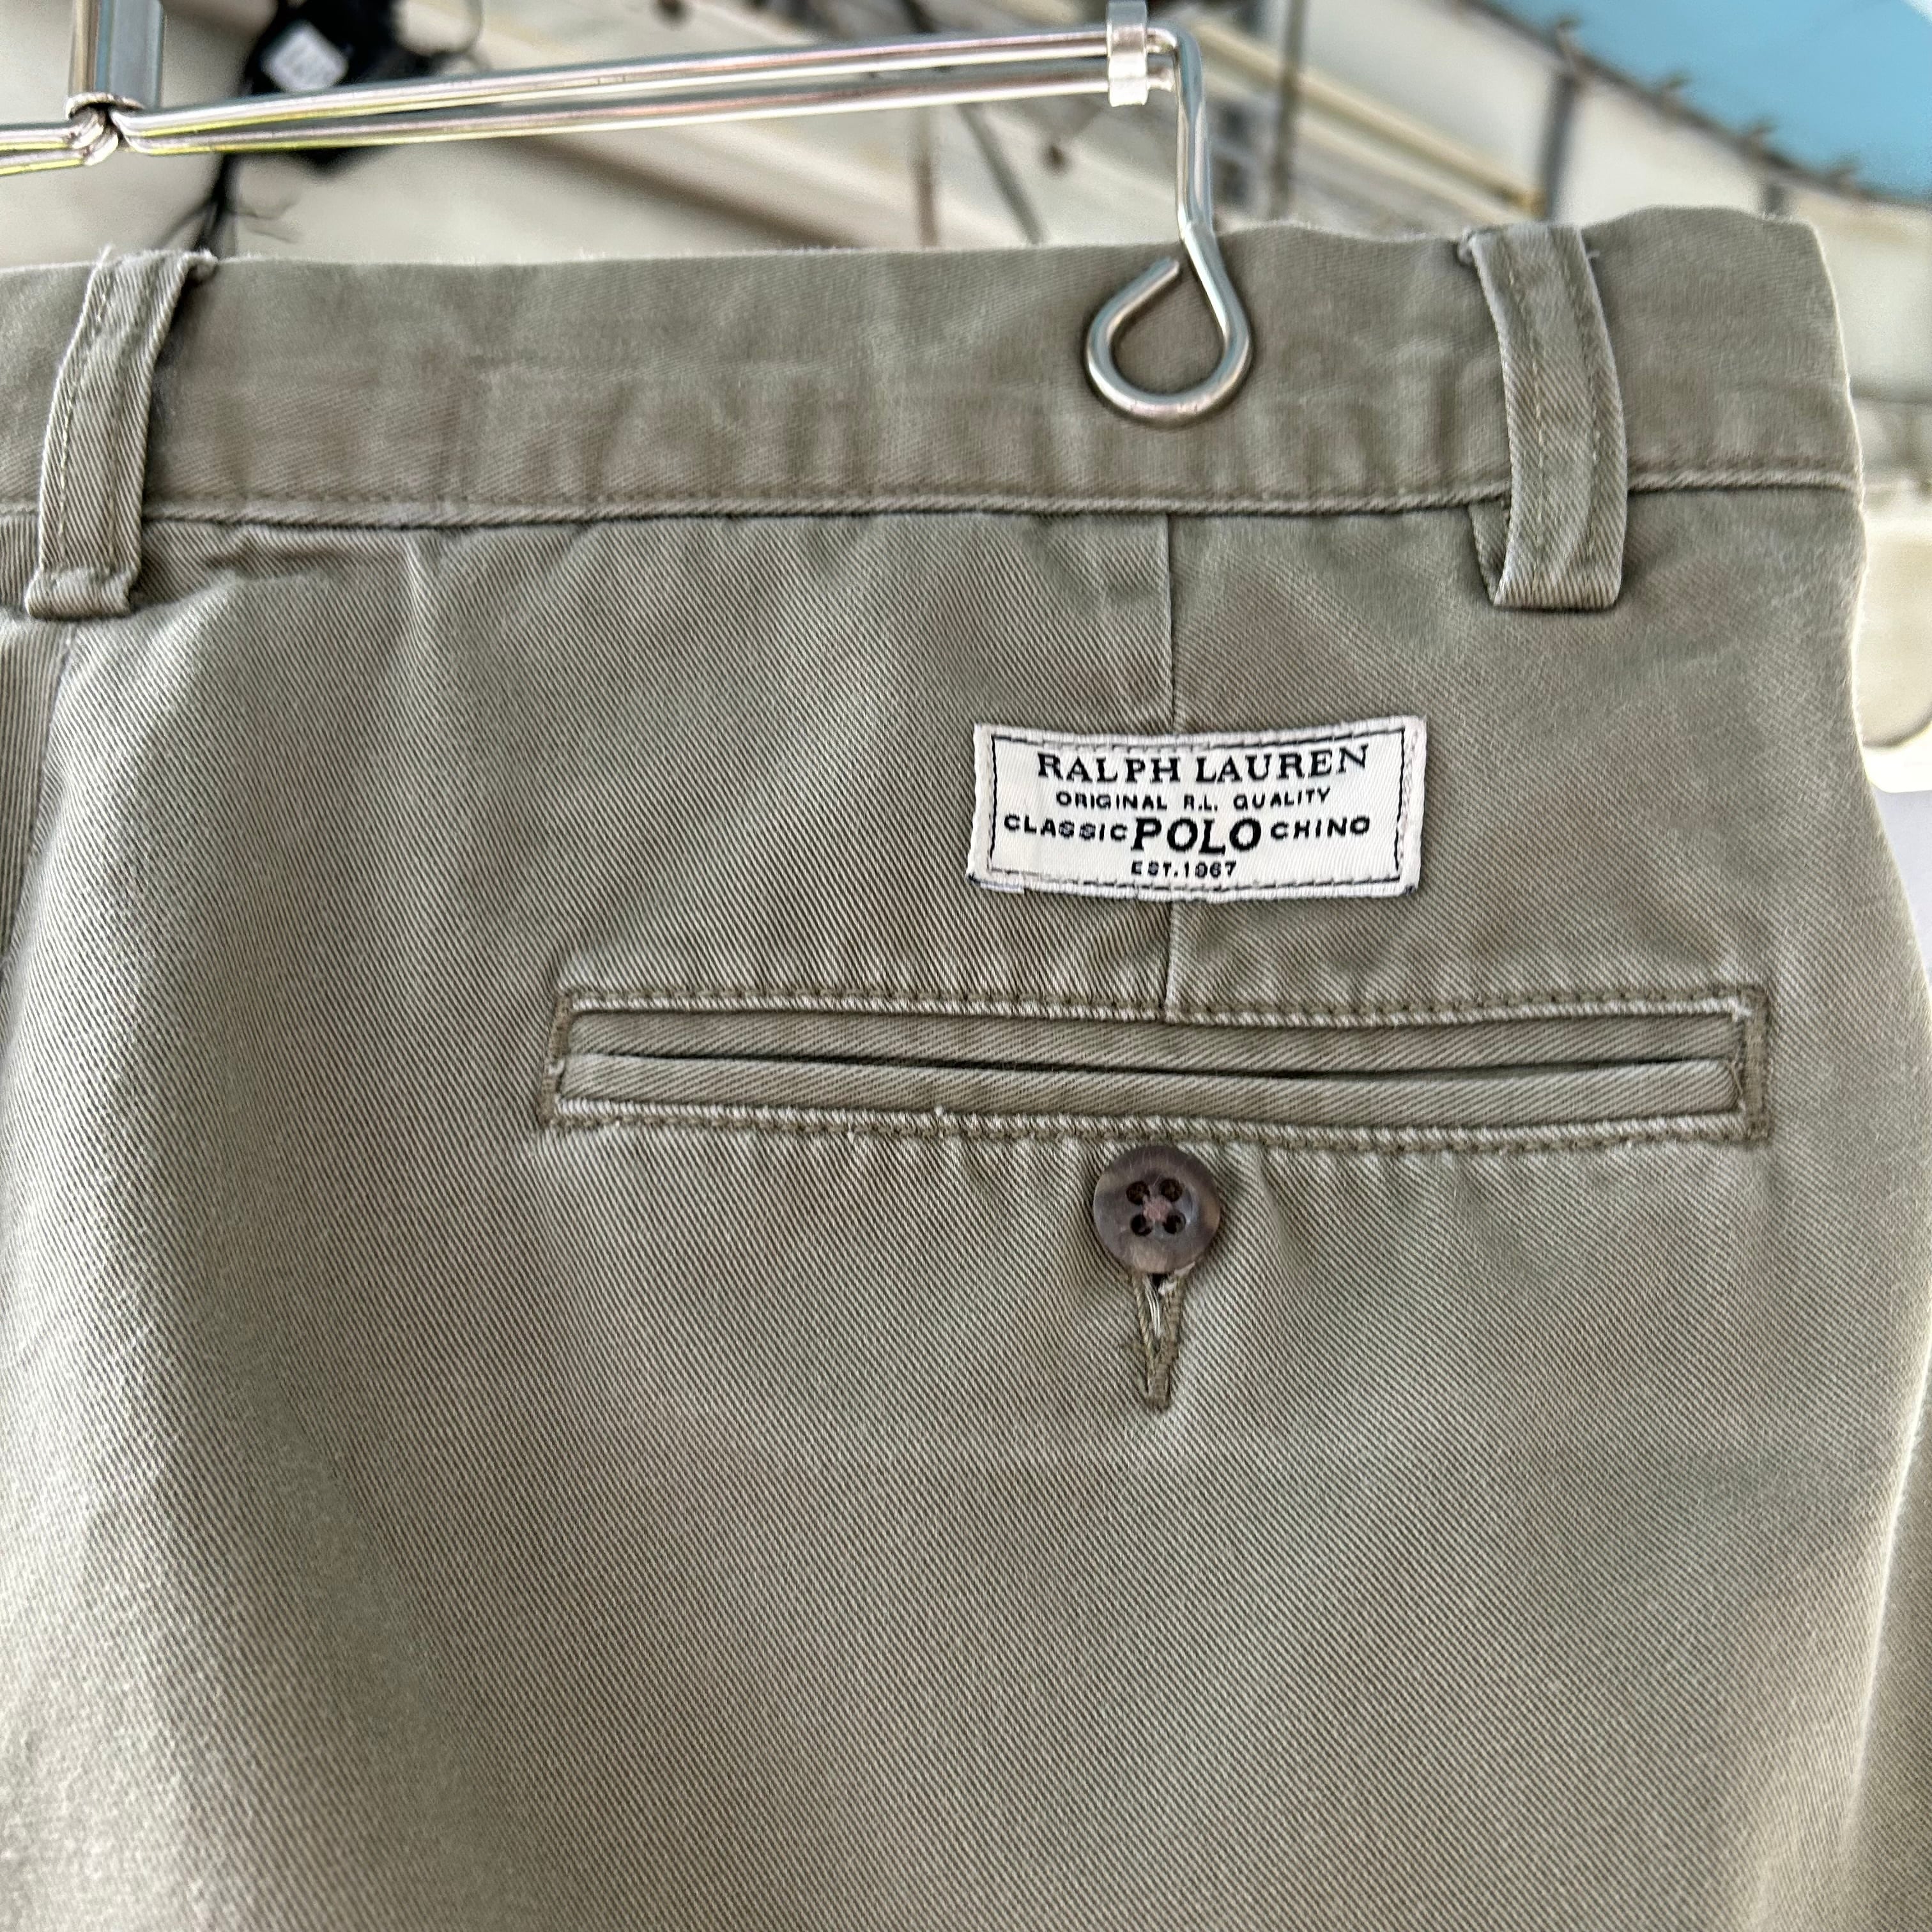 RALPH LAUREN
ORIGINAL R.L. QUALITY
CLASSIC POLO CHINO
EST.1967